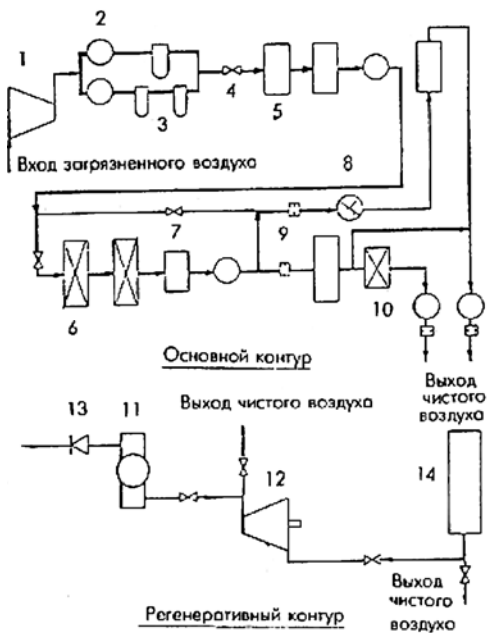 2
1
4
3
5
Вход загрязненного воздуха
8
7
9
6
10
Основной контур
Выход
чистого
воздуха
13
11
Выход чистого воздуха
12
14
Выход
чистого
воздуха
Регенеративный контур